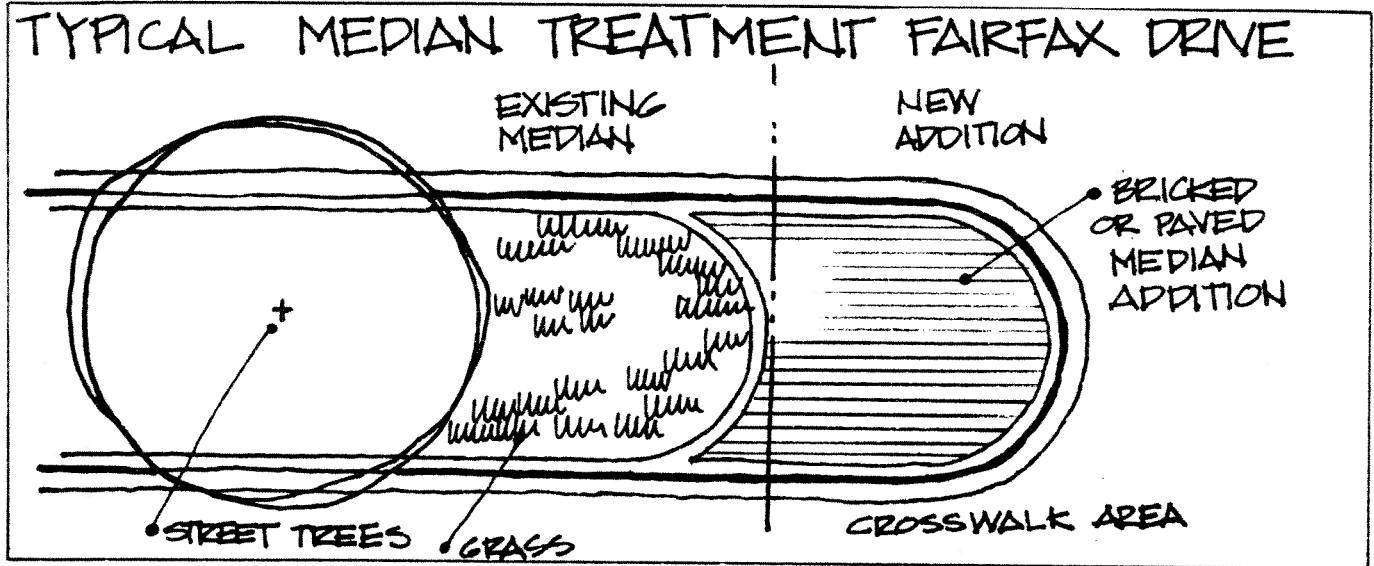 TYPICAL MEDIAN TREATMENT FAIRFAX DRIVE
EXISTING
MEDIAN
NEW
ADDITION
BRICKED
OR PAVED
MEDIAN
ADDITION
STREET TREES
GRASS
CROSSWALK AREA